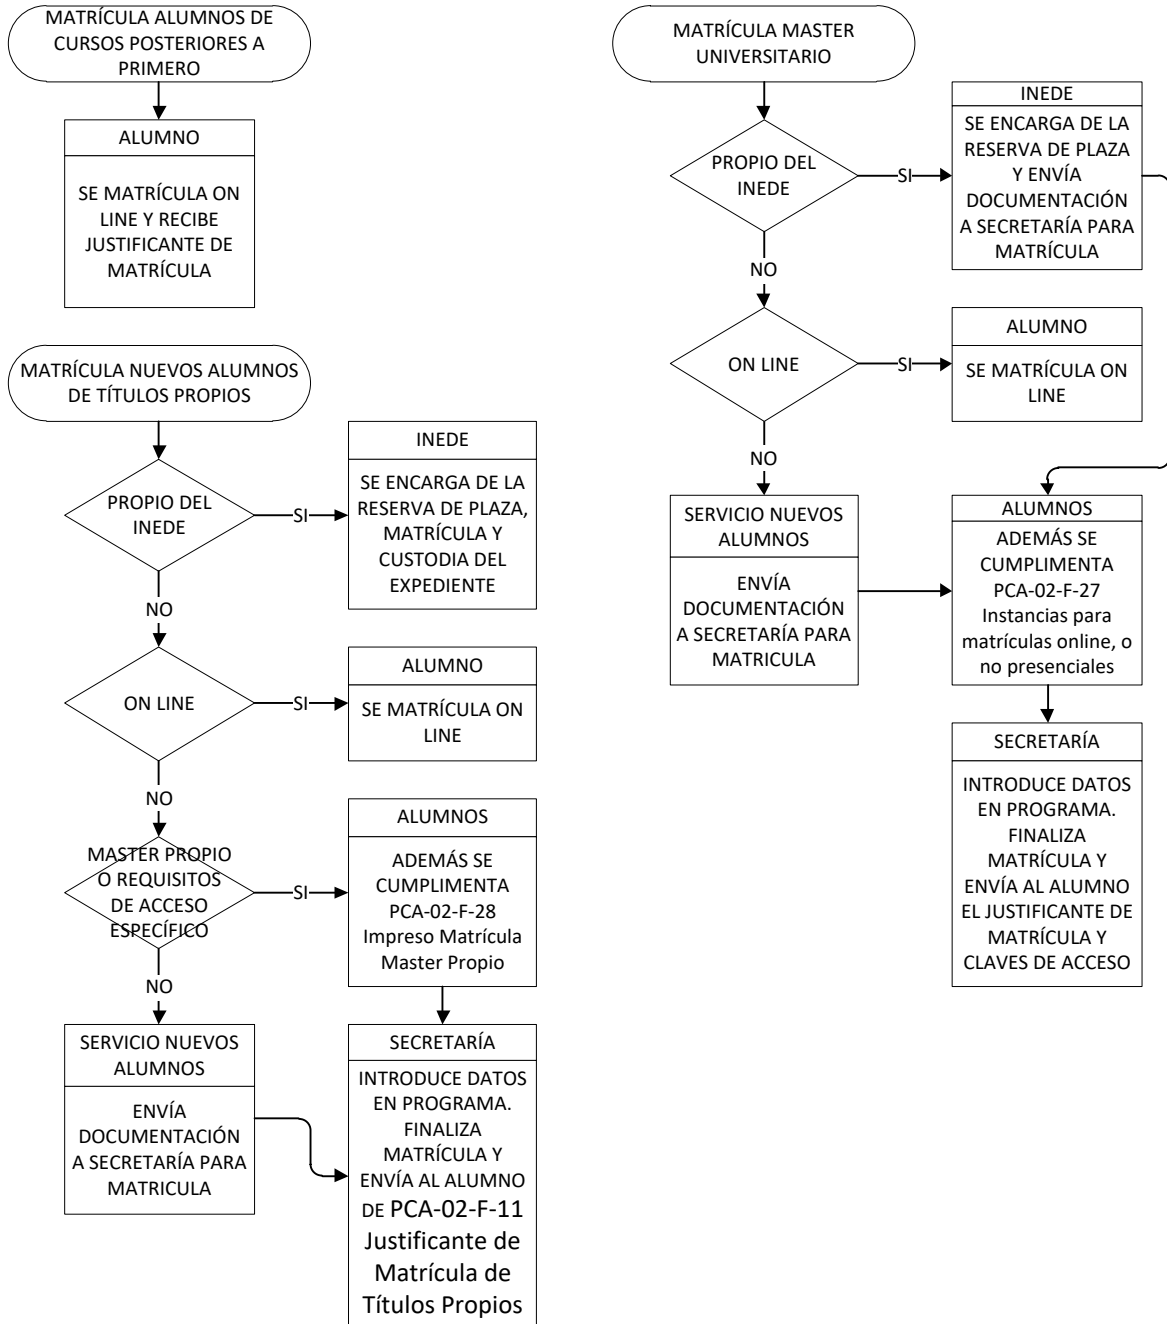 MATRÍCULA ALUMNOS DE
CURSOS POSTERIORES A
PRIMERO
ALUMNO
SE MATRÍCULA ON
LINE Y RECIBE
JUSTIFICANTE DE
MATRÍCULA
MATRÍCULA NUEVOS ALUMNOS
DE TÍTULOS PROPIOS
PROPIO DEL
INEDE
SI
INEDE
SE ENCARGA DE LA
RESERVA DE PLAZA,
MATRÍCULA Y
CUSTODIA DEL
EXPEDIENTE
NO
ON LINE
SI
ALUMNO
SE MATRÍCULA ON
LINE
NO
MASTER PROPIO
O REQUISITOS
DE ACCESO
ESPECÍFICO
SI
ALUMNOS
ADEMÁS SE
CUMPLIMENTA
PCA-02-F-28
Impreso Matrícula
Master Propio
NO
SERVICIO NUEVOS
ALUMNOS
ENVÍA
DOCUMENTACIÓN
A SECRETARÍA PARA
MATRICULA
SECRETARÍA
INTRODUCE DATOS
EN PROGRAMA.
FINALIZA
MATRÍCULA Y
ENVÍA AL ALUMNO
DE PCA-02-F-11
Justificante de
Matrícula de
Títulos Propios
MATRÍCULA MASTER
UNIVERSITARIO
PROPIO DEL
INEDE
SI
INEDE
SE ENCARGA DE LA
RESERVA DE PLAZA
Y ENVÍA
DOCUMENTACIÓN
A SECRETARÍA PARA
MATRÍCULA
NO
ON LINE
SI
ALUMNO
SE MATRÍCULA ON
LINE
NO
SERVICIO NUEVOS
ALUMNOS
ENVÍA
DOCUMENTACIÓN
A SECRETARÍA PARA
MATRICULA
ALUMNOS
ADEMÁS SE
CUMPLIMENTA
PCA-02-F-27
Instancias para
matrículas online, o
no presenciales
SECRETARÍA
INTRODUCE DATOS
EN PROGRAMA.
FINALIZA
MATRÍCULA Y
ENVÍA AL ALUMNO
EL JUSTIFICANTE DE
MATRÍCULA Y
CLAVES DE ACCESO